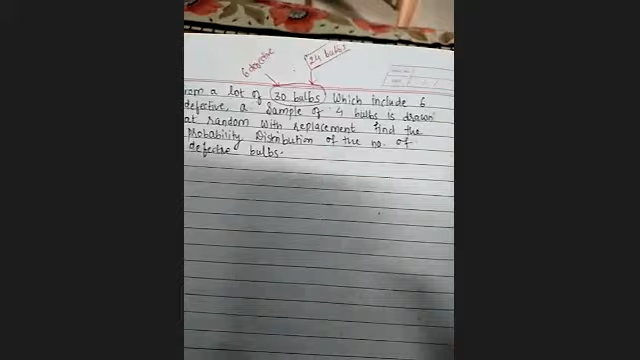 6 defective
24 bulbs
rom a lot of 30 bulbs which include 6
defective, a Sample of 4 bulbs is drawn
at random with replacement find the
Probability Distribution of the no. of
defective bulbs.